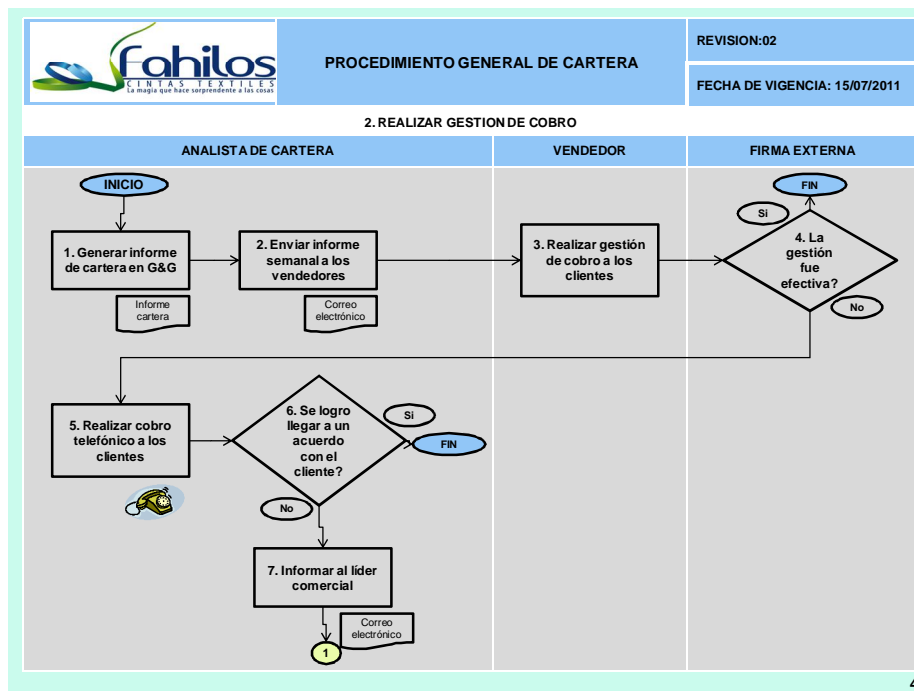 Fahilos
CINTAS TEXTILES
La magia que hace sorprendente a las cosas
PROCEDIMIENTO GENERAL DE CARTERA
REVISION:02
FECHA DE VIGENCIA: 15/07/2011
2. REALIZAR GESTION DE COBRO
ANALISTA DE CARTERA
VENDEDOR
FIRMA EXTERNA
INICIO
FIN
Si
1. Generar informe
de cartera en G&G
2. Enviar informe
semanal a los
vendedores
3. Realizar gestión
de cobro a los
clientes
4. La
gestión
fue
efectiva?
Informe
cartera
Correo
electrónico
No
5. Realizar cobro
telefónico a los
clientes
6. Se logro
llegar a un
acuerdo
con el
cliente?
Si
FIN
No
7. Informar al líder
comercial
Correo
electrónico
1
4